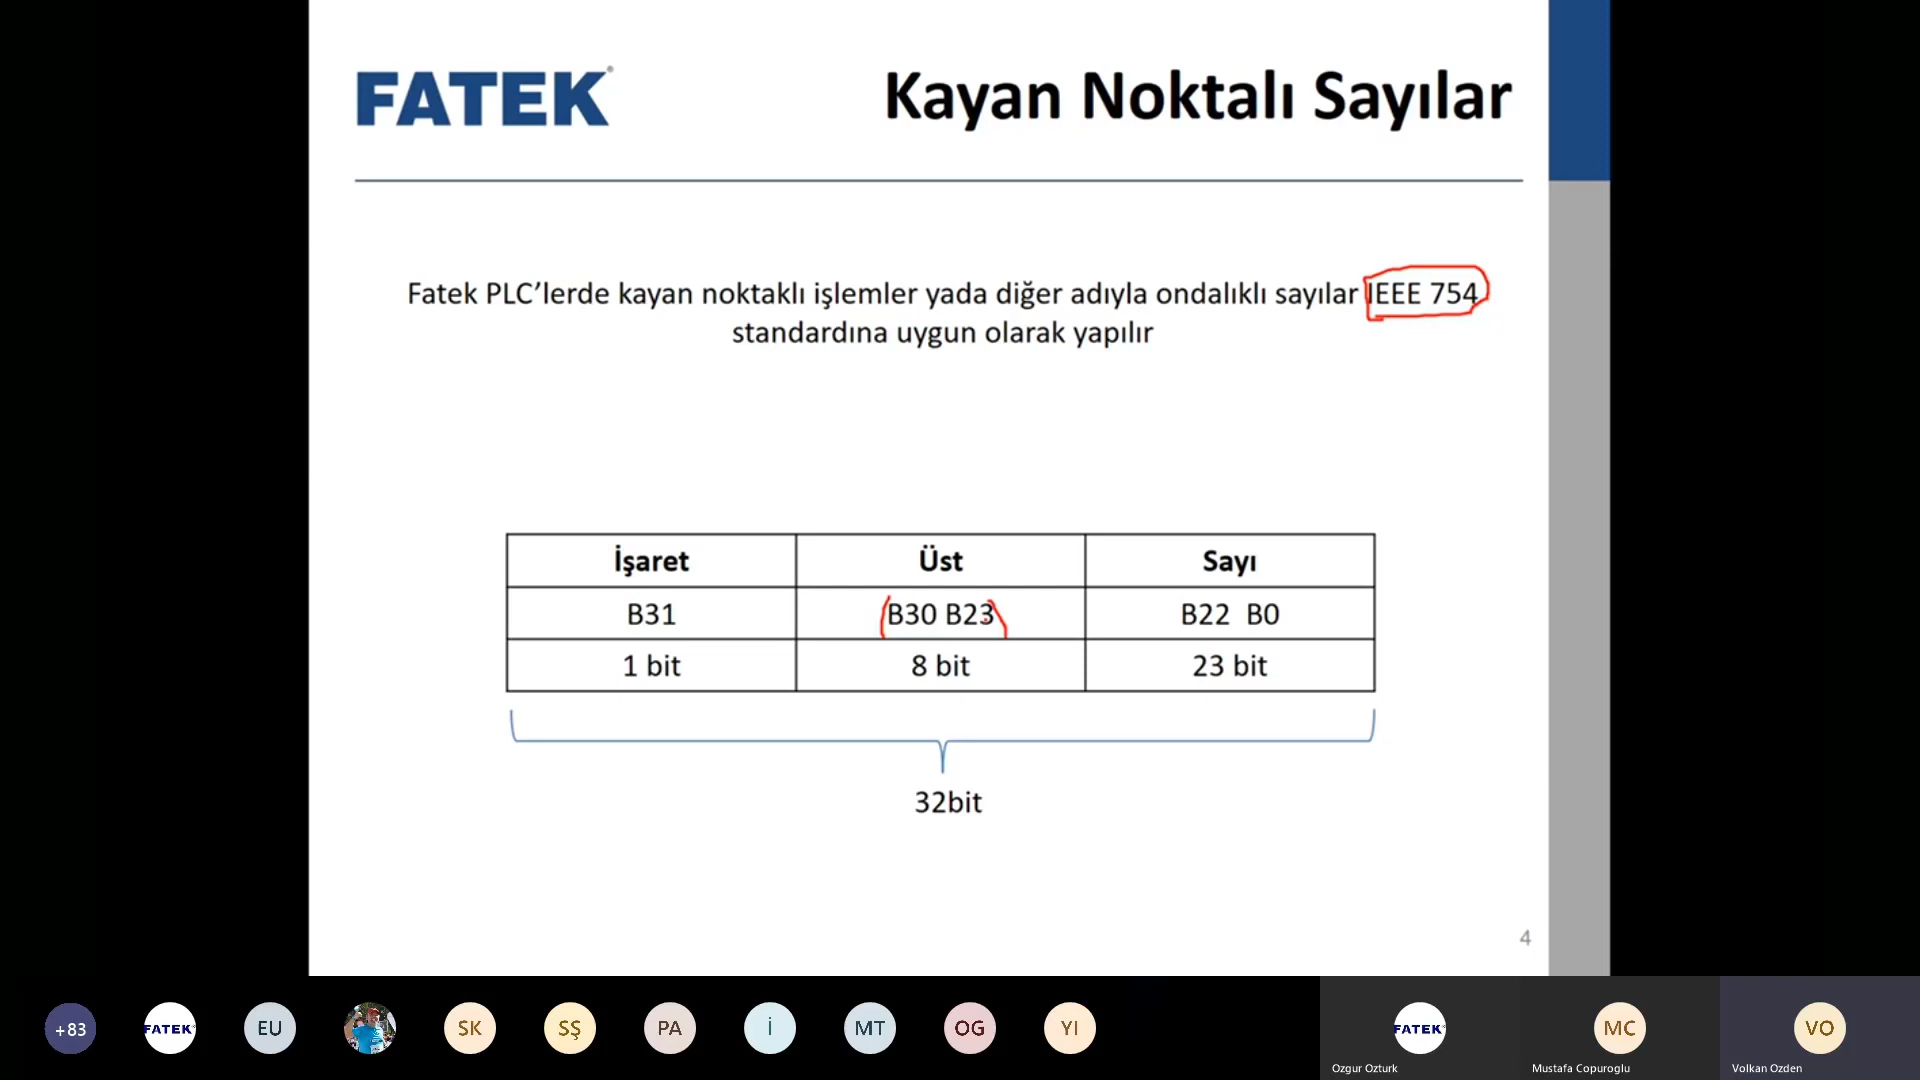 FATEK®
Kayan Noktalı Sayılar
Fatek PLC’lerde kayan noktaklı işlemler yada diğer adıyla ondalıklı sayılar IEEE 754
standardına uygun olarak yapılır
İşaret Üst Sayı
B31 B30 B23 B22 B0
1 bit 8 bit 23 bit
32bit
4
+83 FATEK EU SK SŞ PA İ MT OG YI FATEK MC VO
Ozgur Ozturk Mustafa Copuroglu Volkan Ozden